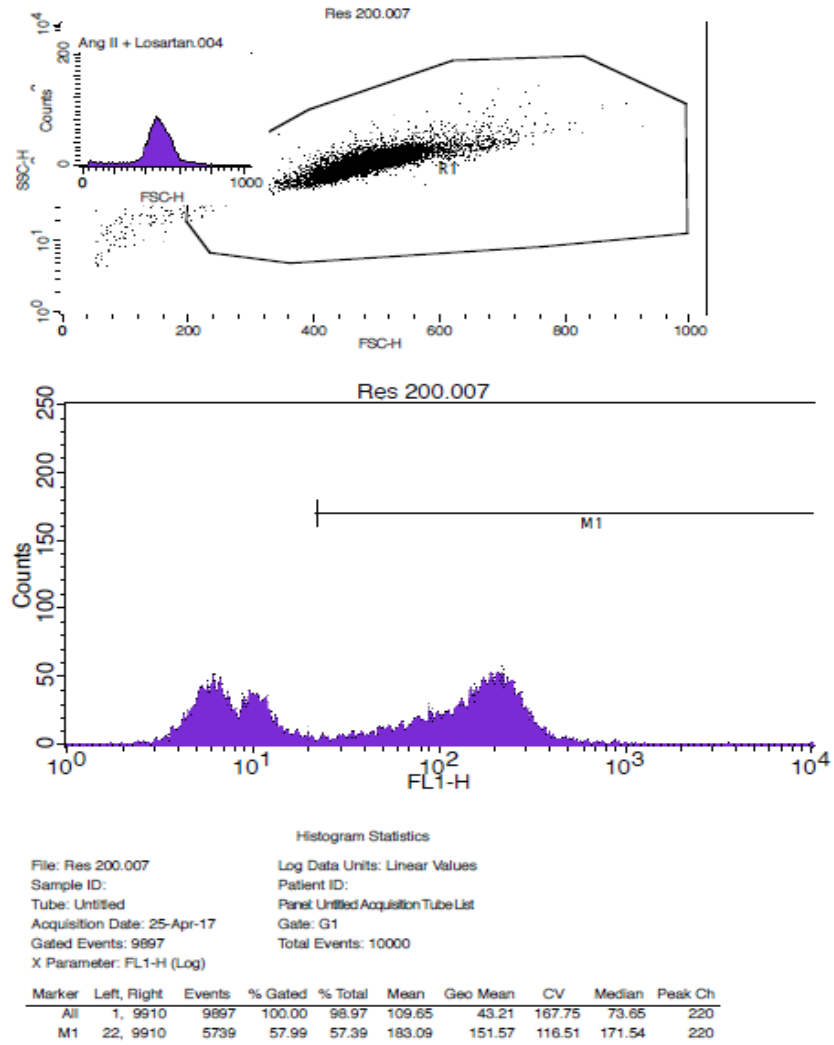 Res 200.007
Ang II + Losartan.004
10^4
200
Counts
0
0 1000
FSC-H
SSC-H
R1
10^1
10^0
0 200 400 600 800 1000
FSC-H
Res 200.007
250
200
150
100
50
0
Counts
M1
10^0 10^1 10^2 10^3 10^4
FL1-H
Histogram Statistics
File: Res 200.007 Log Data Units: Linear Values
Sample ID: Patient ID:
Tube: Untitled Panel: Untitled Acquisition Tube List
Acquisition Date: 25-Apr-17 Gate: G1
Gated Events: 9897 Total Events: 10000
X Parameter: FL1-H (Log)
Marker Left, Right Events % Gated % Total Mean Geo Mean CV Median Peak Ch
All 1, 9910 9897 100.00 98.97 109.65 43.21 167.75 73.65 220
M1 22, 9910 5739 57.99 57.39 183.09 151.57 116.51 171.54 220